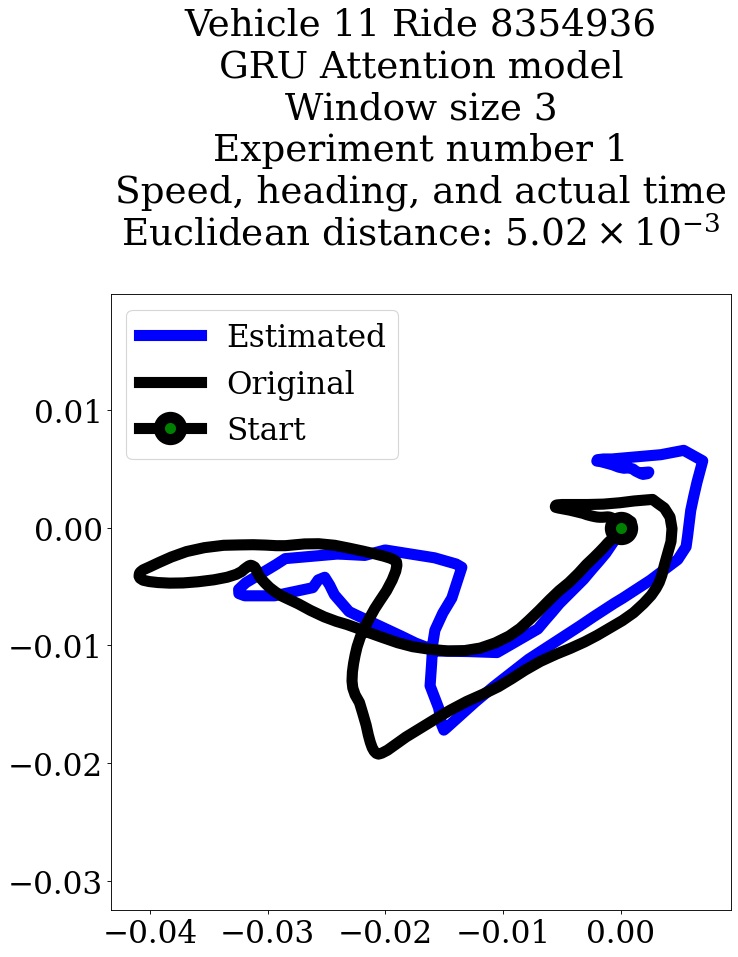 Vehicle 11 Ride 8354936
GRU Attention model
Window size 3
Experiment number 1
Speed, heading, and actual time
Euclidean distance: 5.02 × 10⁻³
Estimated
Original
Start
0.01
0.00
−0.01
−0.02
−0.03
−0.04 −0.03 −0.02 −0.01 0.00